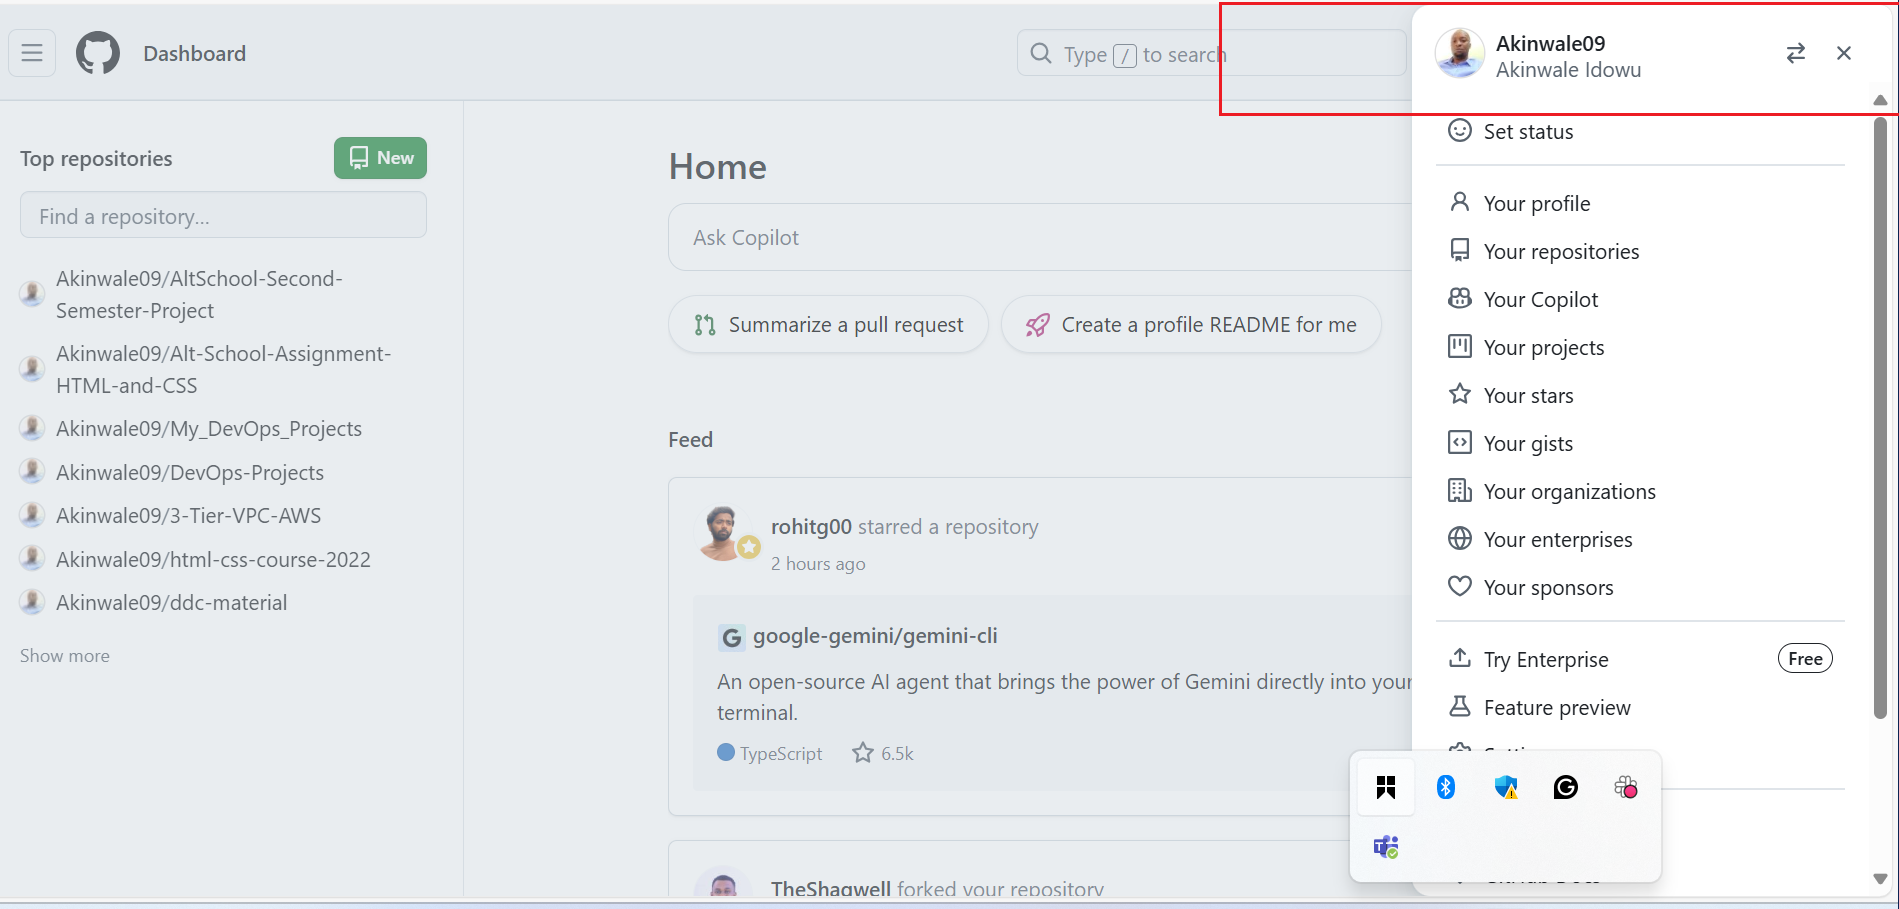 Dashboard
Type / to search
Akinwale09
Akinwale Idowu
Top repositories
New
Find a repository...
Akinwale09/AltSchool-Second-
Semester-Project
Akinwale09/Alt-School-Assignment-
HTML-and-CSS
Akinwale09/My_DevOps_Projects
Akinwale09/DevOps-Projects
Akinwale09/3-Tier-VPC-AWS
Akinwale09/html-css-course-2022
Akinwale09/ddc-material
Show more
Home
Ask Copilot
Summarize a pull request
Create a profile README for me
Feed
rohitg00 starred a repository
2 hours ago
G google-gemini/gemini-cli
An open-source AI agent that brings the power of Gemini directly into your
terminal.
TypeScript
6.5k
TheShagwell forked your repository
Set status
Your profile
Your repositories
Your Copilot
Your projects
Your stars
Your gists
Your organizations
Your enterprises
Your sponsors
Try Enterprise
Free
Feature preview